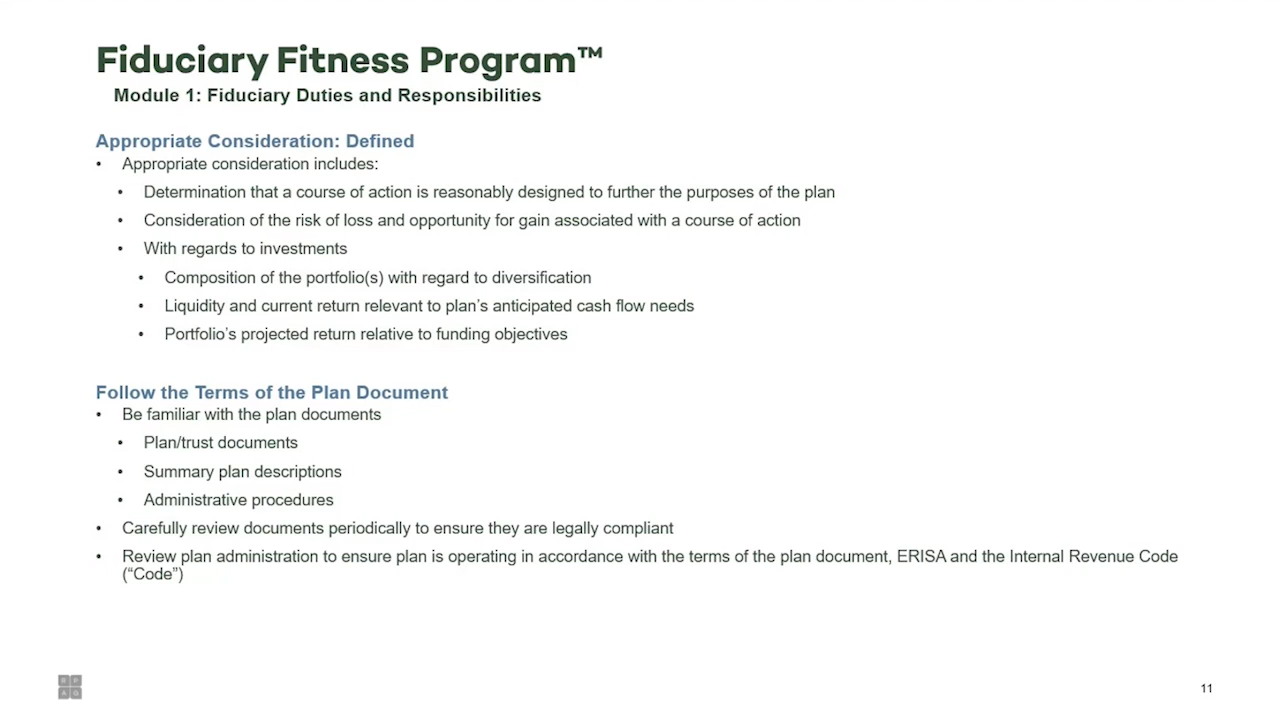 Fiduciary Fitness Program™
Module 1: Fiduciary Duties and Responsibilities
Appropriate Consideration: Defined
• Appropriate consideration includes:
• Determination that a course of action is reasonably designed to further the purposes of the plan
• Consideration of the risk of loss and opportunity for gain associated with a course of action
• With regards to investments
• Composition of the portfolio(s) with regard to diversification
• Liquidity and current return relevant to plan’s anticipated cash flow needs
• Portfolio’s projected return relative to funding objectives
Follow the Terms of the Plan Document
• Be familiar with the plan documents
• Plan/trust documents
• Summary plan descriptions
• Administrative procedures
• Carefully review documents periodically to ensure they are legally compliant
• Review plan administration to ensure plan is operating in accordance with the terms of the plan document, ERISA and the Internal Revenue Code
(“Code”)
R P
A G
11